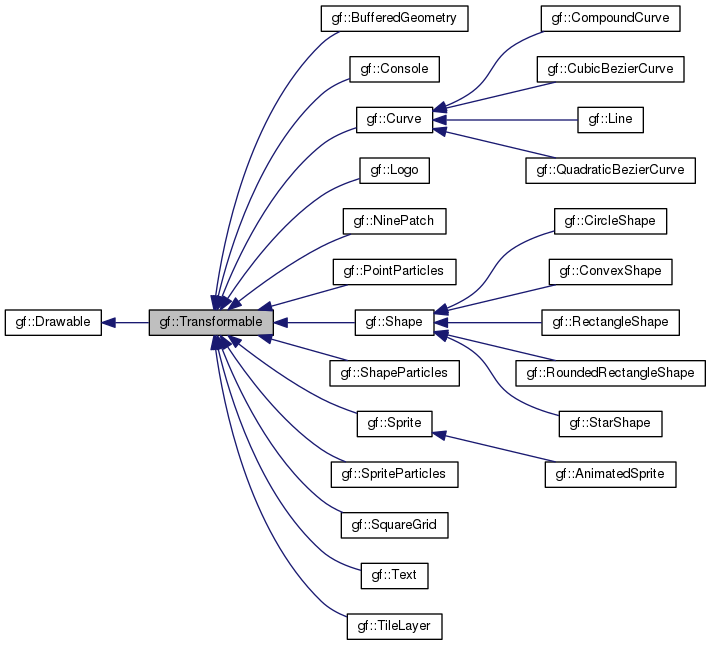 gf::BufferedGeometry
gf::CompoundCurve
gf::Console
gf::CubicBezierCurve
gf::Curve
gf::Line
gf::Logo
gf::QuadraticBezierCurve
gf::NinePatch
gf::CircleShape
gf::PointParticles
gf::ConvexShape
gf::Drawable
gf::Transformable
gf::Shape
gf::RectangleShape
gf::ShapeParticles
gf::RoundedRectangleShape
gf::Sprite
gf::StarShape
gf::SpriteParticles
gf::AnimatedSprite
gf::SquareGrid
gf::Text
gf::TileLayer